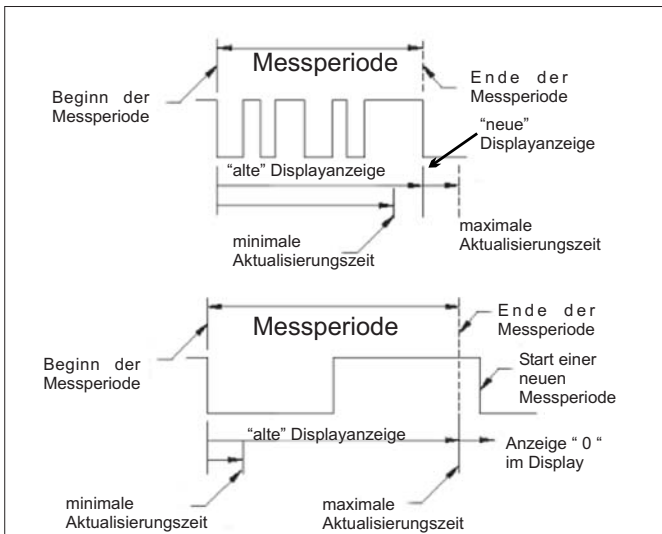 Messperiode
Beginn der
Messperiode
Ende der
Messperiode
“neue”
Displayanzeige
“alte” Displayanzeige
minimale
Aktualisierungszeit
maximale
Aktualisierungszeit
Messperiode
Ende der
Messperiode
Beginn der
Messperiode
Start einer
neuen
Messperiode
“alte” Displayanzeige
Anzeige “ 0 “
im Display
minimale
Aktualisierungszeit
maximale
Aktualisierungszeit